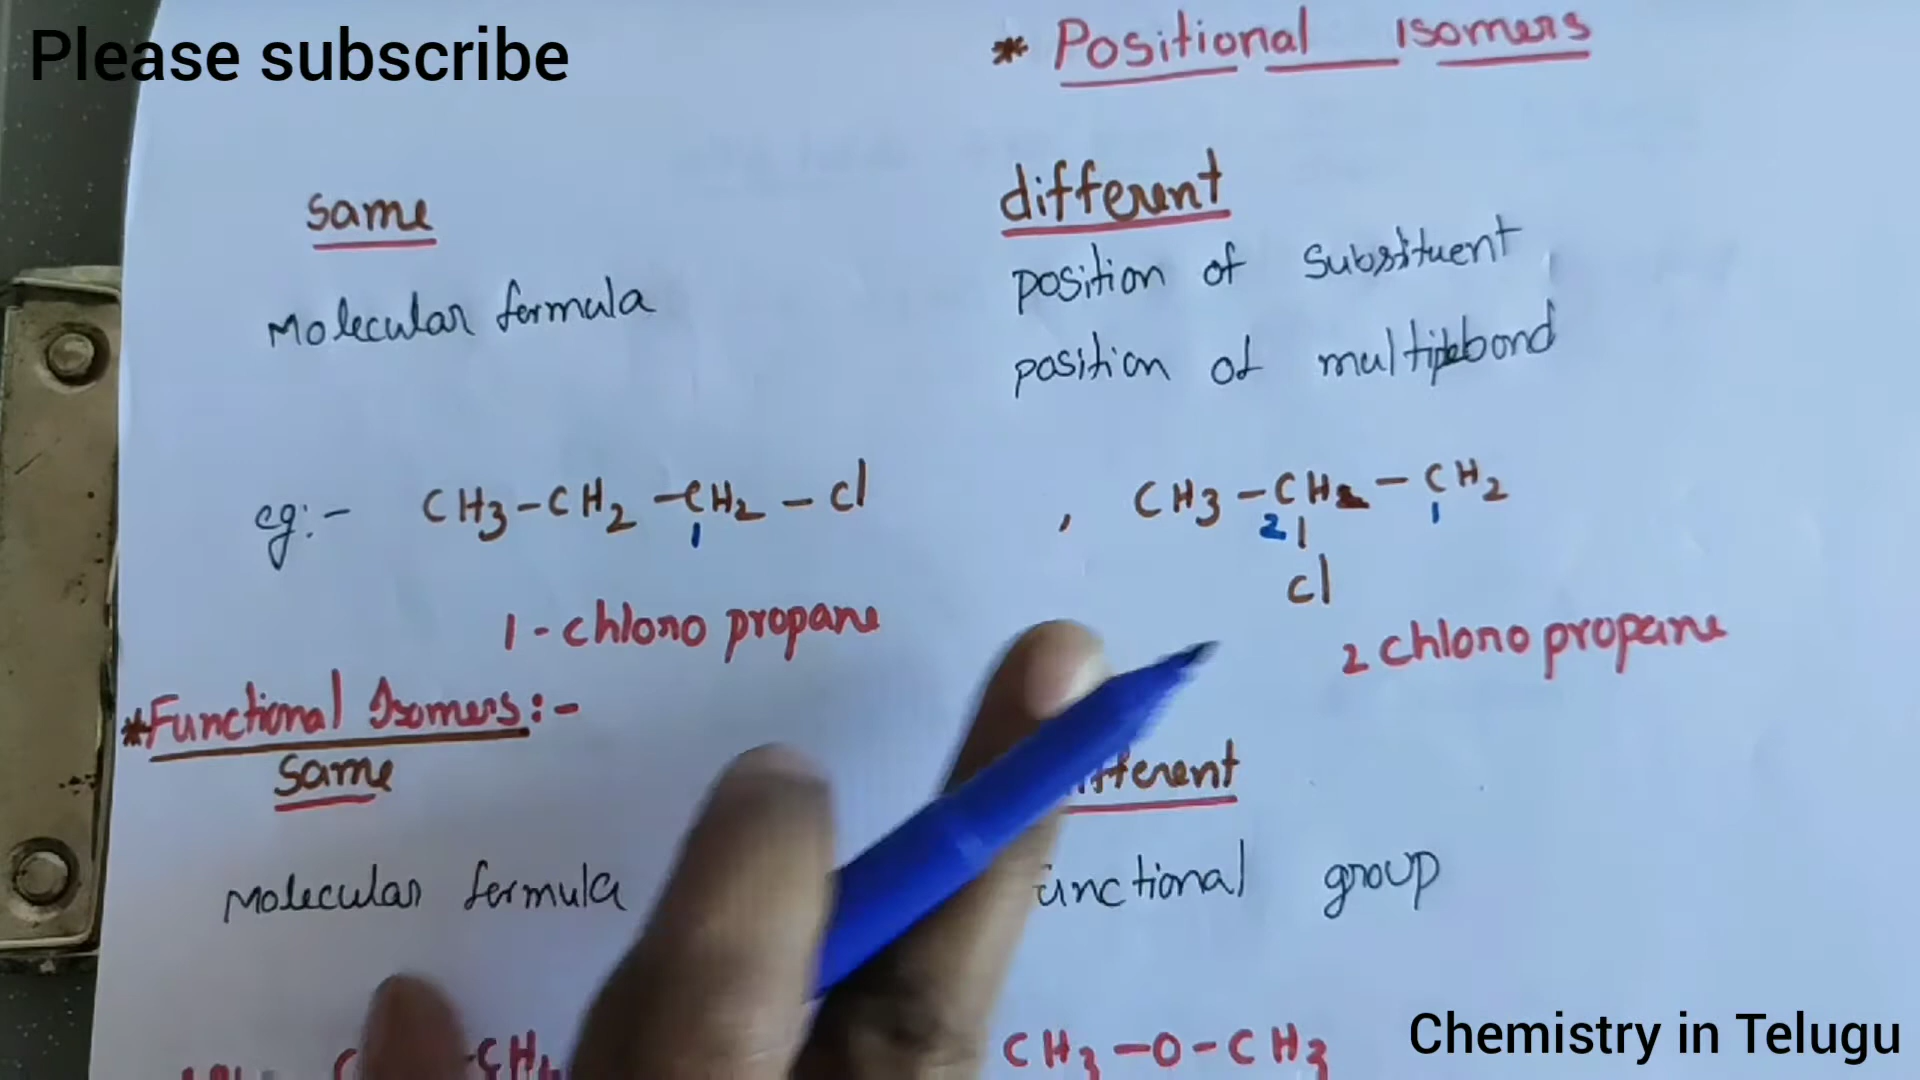 Please subscribe
* Positional Isomers
same
different
Molecular formula
position of substituent
position of multiplebond
eg:- CH3-CH2-CH2-Cl , CH3-CH-CH2
1
2 1
Cl
1-chloro propane
2 chloro propane
*Functional Isomers:-
same
Molecular formula
group
CH3-O-CH3
Chemistry in Telugu